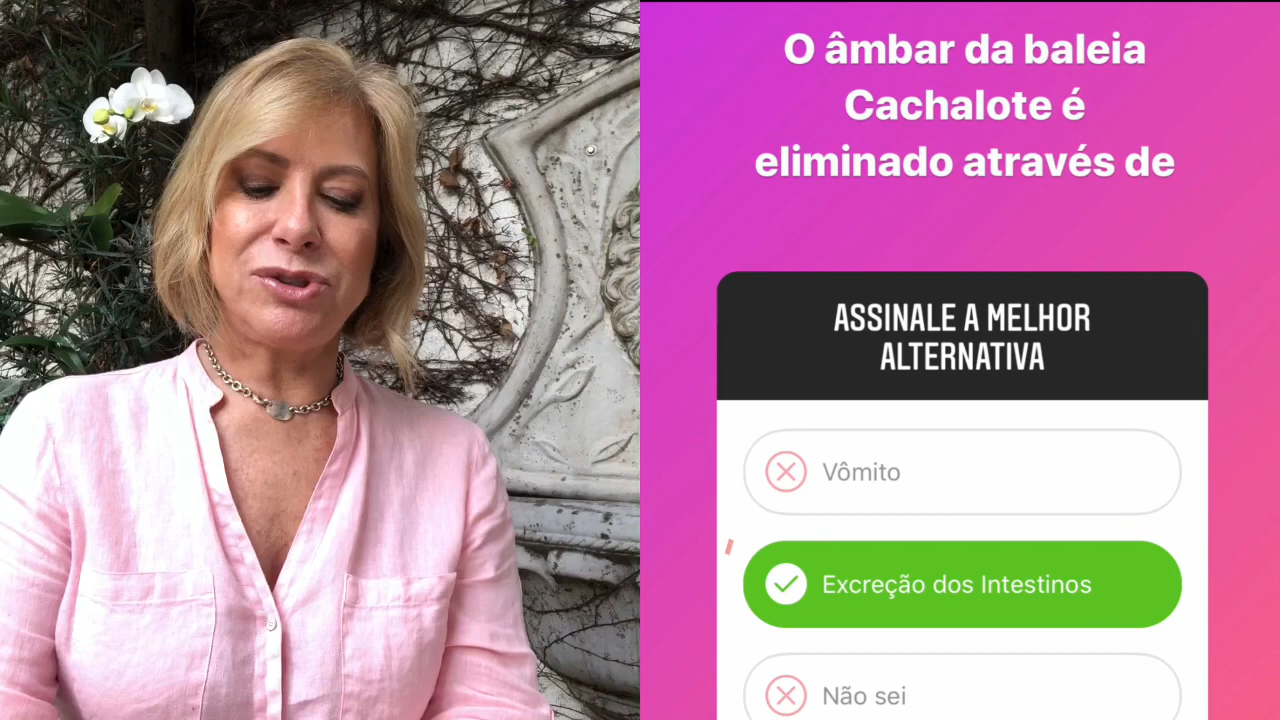 O âmbar da baleia
Cachalote é
eliminado através de
ASSINALE A MELHOR
ALTERNATIVA
Vômito
Excreção dos Intestinos
Não sei